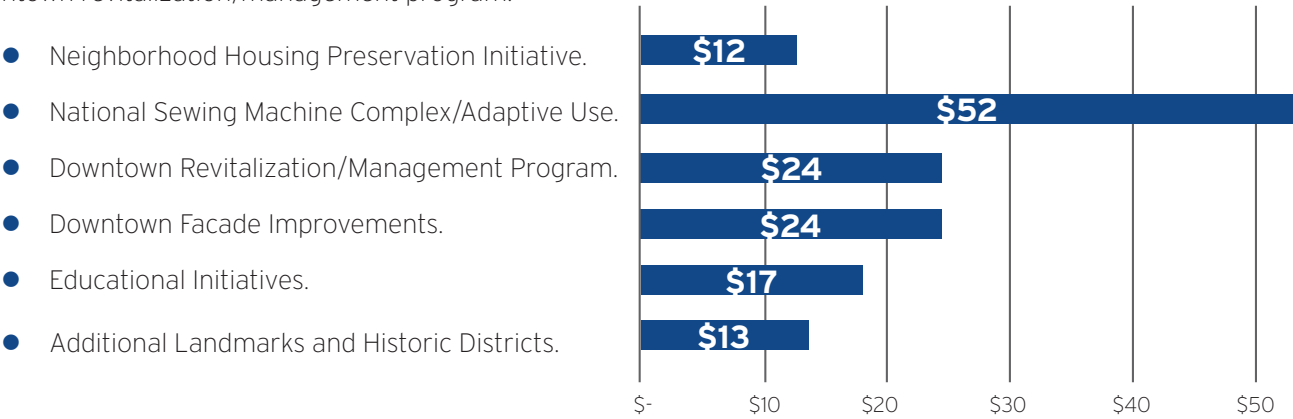 Neighborhood Housing Preservation Initiative. $12
National Sewing Machine Complex/Adaptive Use. $52
Downtown Revitalization/Management Program. $24
Downtown Facade Improvements. $24
Educational Initiatives. $17
Additional Landmarks and Historic Districts. $13
$- $10 $20 $30 $40 $50